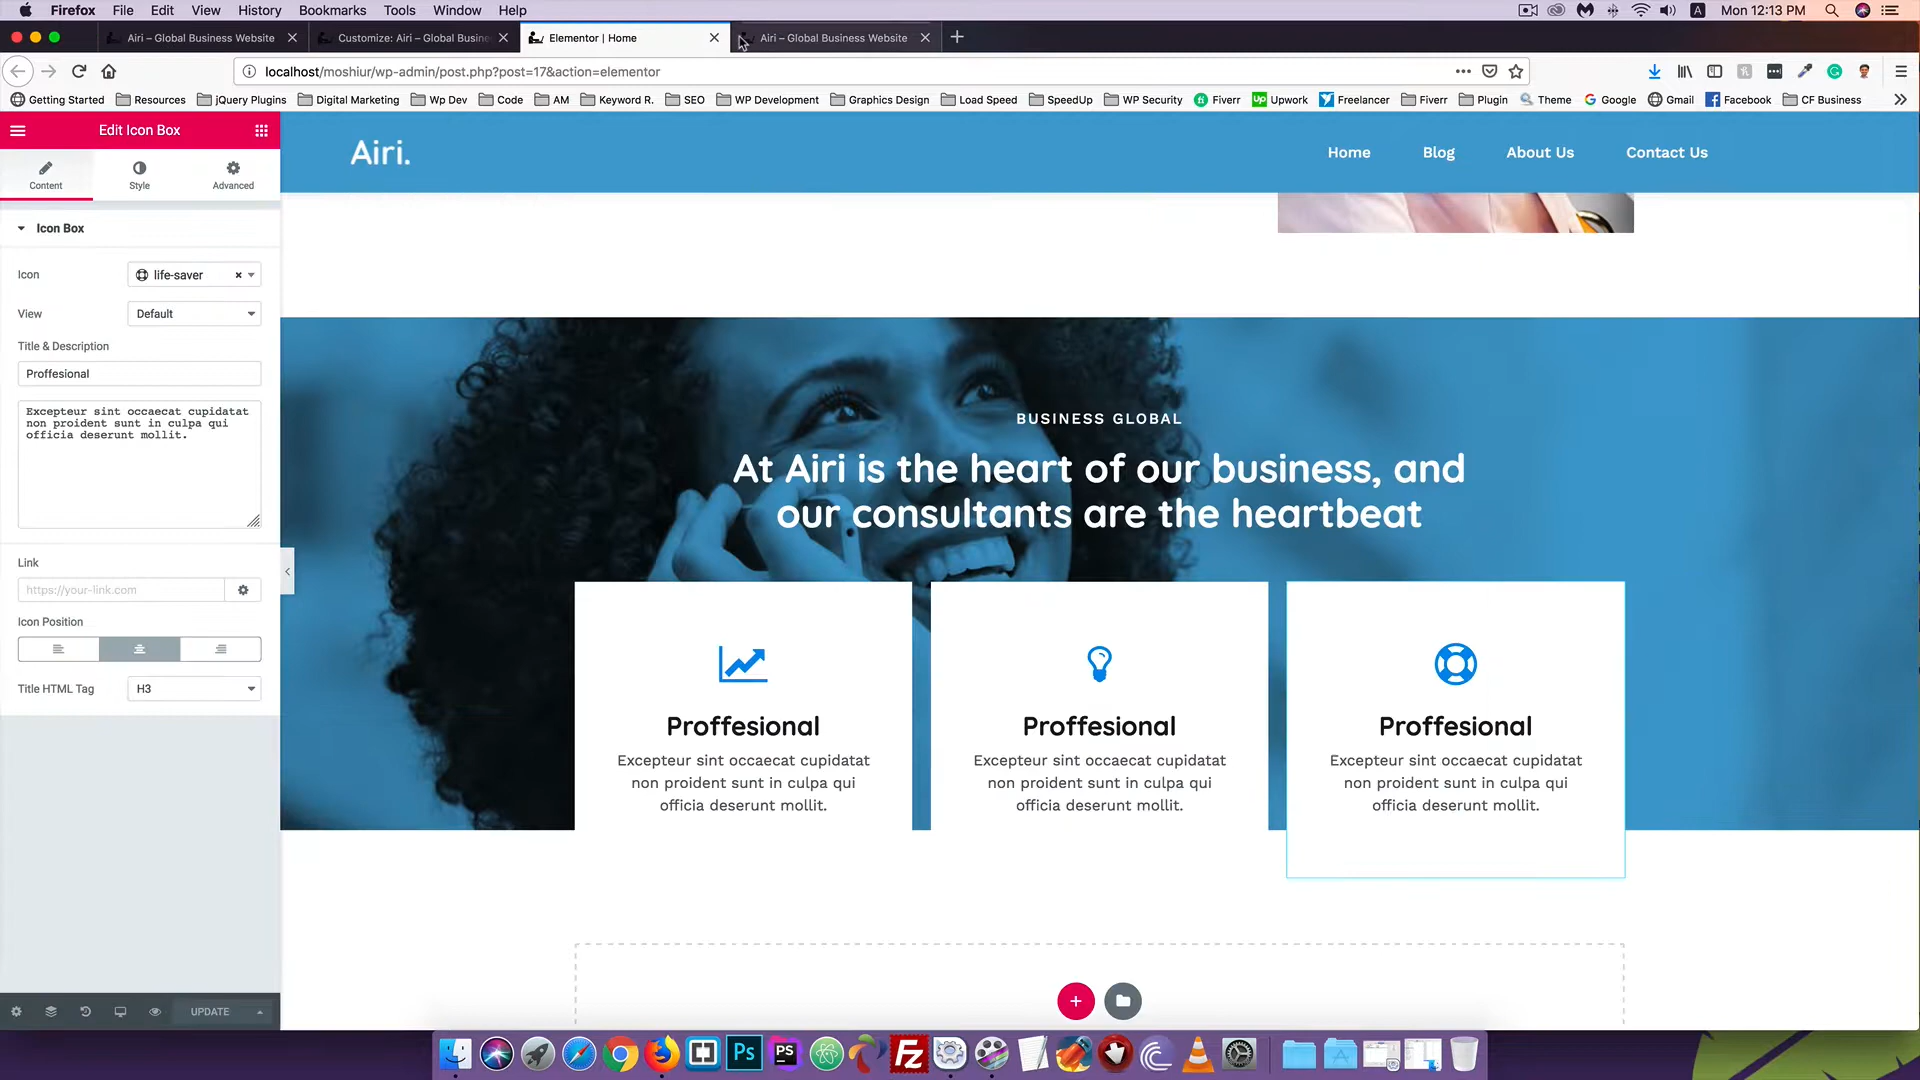 Firefox File Edit View History Bookmarks Tools Window Help
A Mon 12:13 PM
Airi – Global Business Website
Customize: Airi – Global Busine
Elementor | Home
Airi – Global Business Website
localhost/moshiur/wp-admin/post.php?post=17&action=elementor
Getting Started Resources jQuery Plugins Digital Marketing Wp Dev Code AM Keyword R. SEO WP Development Graphics Design Load Speed SpeedUp WP Security Fiverr Upwork Freelancer Fiverr Plugin Theme Google Gmail Facebook CF Business
Edit Icon Box
Content Style Advanced
Icon Box
Icon life-saver
View Default
Title & Description
Proffesional
Excepteur sint occaecat cupidatat
non proident sunt in culpa qui
officia deserunt mollit.
Link
https://your-link.com
Icon Position
Title HTML Tag H3
UPDATE
Airi.
Home Blog About Us Contact Us
BUSINESS GLOBAL
At Airi is the heart of our business, and
our consultants are the heartbeat
Proffesional
Excepteur sint occaecat cupidatat
non proident sunt in culpa qui
officia deserunt mollit.
Proffesional
Excepteur sint occaecat cupidatat
non proident sunt in culpa qui
officia deserunt mollit.
Proffesional
Excepteur sint occaecat cupidatat
non proident sunt in culpa qui
officia deserunt mollit.
Ps
PS
FZ